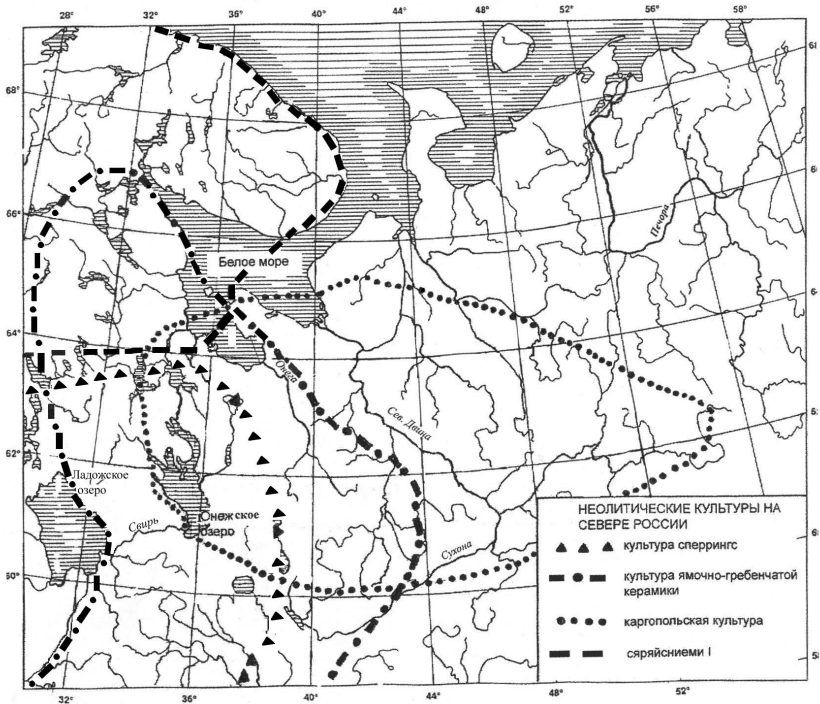 28° 32° 36° 40° 44° 48° 52° 56° 58°
68°
66°
64°
52°
50°
Белое море
Печора
Онега
Сев. Двина
Ладожское
озеро
Свирь
Онежское
озеро
Сухона
НЕОЛИТИЧЕСКИЕ КУЛЬТУРЫ НА
СЕВЕРЕ РОССИИ
культура сперрингс
культура ямочно-гребенчатой
керамики
каргопольская культура
сяряйсниеми I
32° 36° 40° 44° 48° 52°